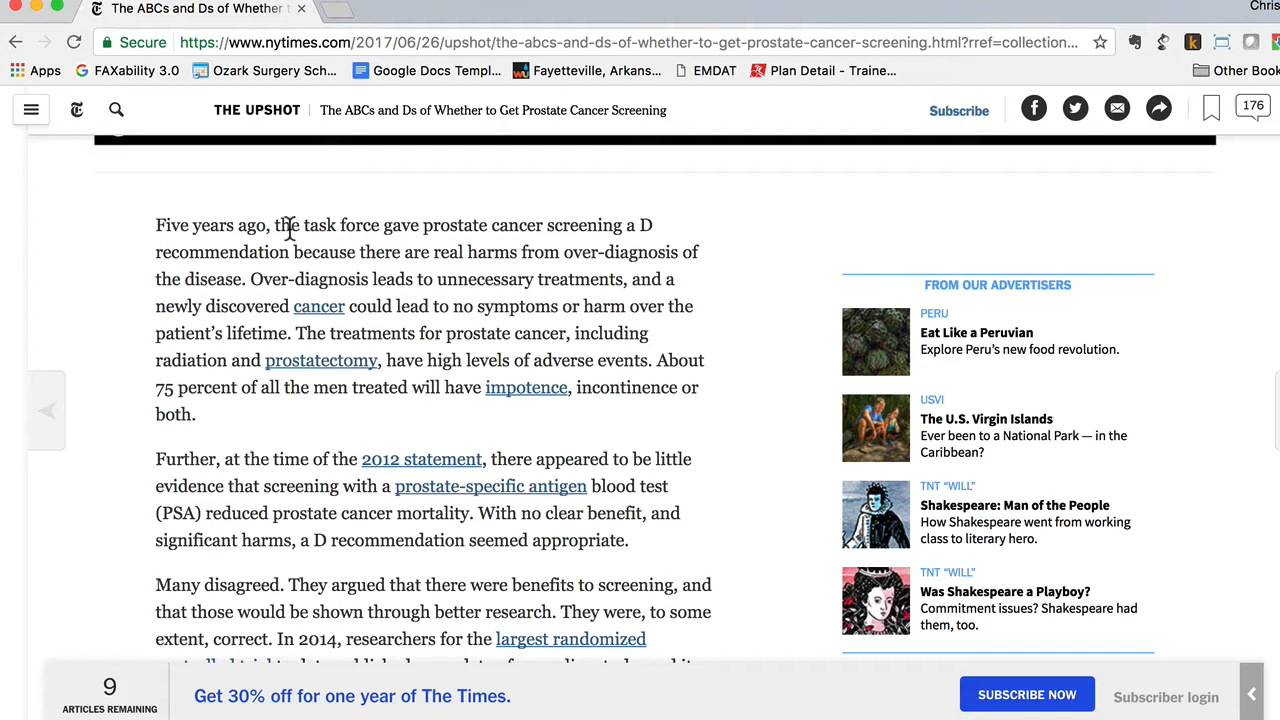 The ABCs and Ds of Whether t
Chris
Secure https://www.nytimes.com/2017/06/26/upshot/the-abcs-and-ds-of-whether-to-get-prostate-cancer-screening.html?rref=collection...
Apps FAXability 3.0 Ozark Surgery Sch... Google Docs Templ... Fayetteville, Arkans... EMDAT Plan Detail - Traine... Other Book
THE UPSHOT The ABCs and Ds of Whether to Get Prostate Cancer Screening Subscribe 176
Five years ago, the task force gave prostate cancer screening a D
recommendation because there are real harms from over-diagnosis of
the disease. Over-diagnosis leads to unnecessary treatments, and a
newly discovered cancer could lead to no symptoms or harm over the
patient's lifetime. The treatments for prostate cancer, including
radiation and prostatectomy, have high levels of adverse events. About
75 percent of all the men treated will have impotence, incontinence or
both.
Further, at the time of the 2012 statement, there appeared to be little
evidence that screening with a prostate-specific antigen blood test
(PSA) reduced prostate cancer mortality. With no clear benefit, and
significant harms, a D recommendation seemed appropriate.
Many disagreed. They argued that there were benefits to screening, and
that those would be shown through better research. They were, to some
extent, correct. In 2014, researchers for the largest randomized
FROM OUR ADVERTISERS
PERU
Eat Like a Peruvian
Explore Peru's new food revolution.
USVI
The U.S. Virgin Islands
Ever been to a National Park — in the
Caribbean?
TNT "WILL"
Shakespeare: Man of the People
How Shakespeare went from working
class to literary hero.
TNT "WILL"
Was Shakespeare a Playboy?
Commitment issues? Shakespeare had
them, too.
9
ARTICLES REMAINING
Get 30% off for one year of The Times.
SUBSCRIBE NOW
Subscriber login